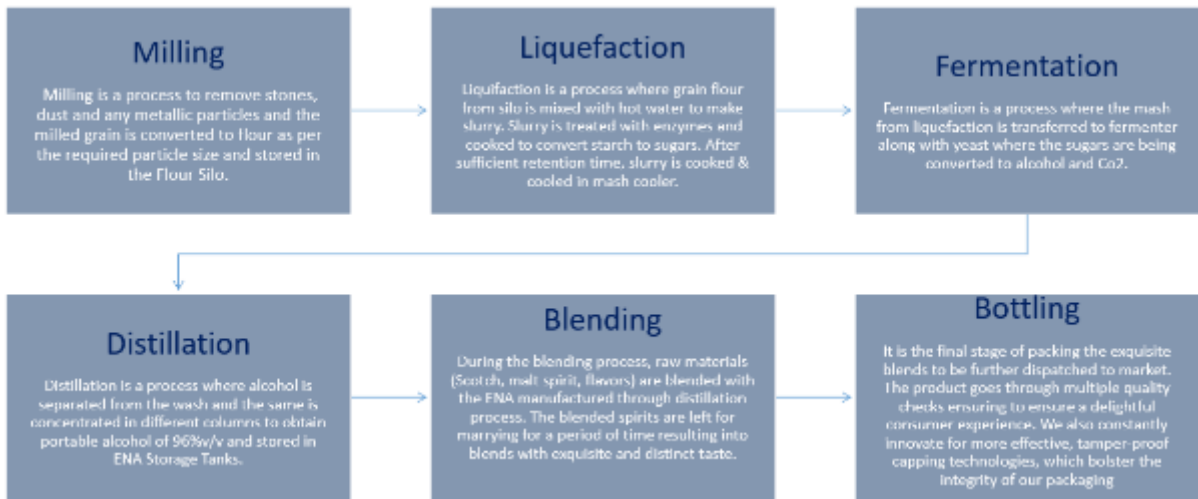 Milling
Milling is a process to remove stones,
dust and any metallic particles and the
milled grain is converted to flour as per
the required particle size and stored in
the Flour Silo.
Liquefaction
Liquifaction is a process where grain flour
from silo is mixed with hot water to make
slurry. Slurry is treated with enzymes and
cooked to convert starch to sugars. After
sufficient retention time, slurry is cooked &
cooled in mash cooler.
Fermentation
Fermentation is a process where the mash
from liquefaction is transferred to fermenter
along with yeast where the sugars are being
converted to alcohol and Co2.
Distillation
Distillation is a process where alcohol is
separated from the wash and the same is
concentrated in different columns to obtain
portable alcohol of 96%v/v and stored in
ENA Storage Tanks.
Blending
During the blending process, raw materials
(Scotch, malt spirit, flavors) are blended with
the ENA manufactured through distillation
process. The blended spirits are left for
marrying for a period of time resulting into
blends with exquisite and distinct taste.
Bottling
It is the final stage of packing the exquisite
blends to be further dispatched to market.
The product goes through multiple quality
checks ensuring to ensure a delightful
consumer experience. We also constantly
innovate for more effective, tamper-proof
capping technologies, which bolster the
integrity of our packaging